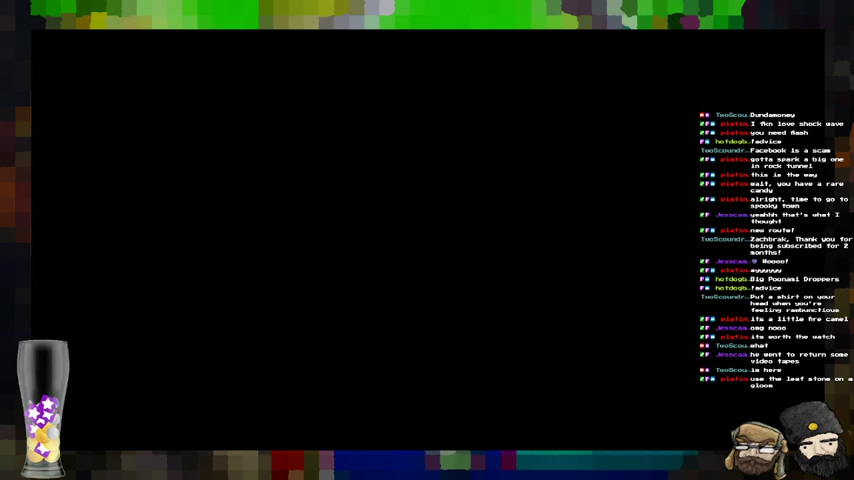 TwoScou.. Dundamoney
platin. I fkn love shock wave
platin. you need flash
hotdogb. !advice
TwoScoundr.. Facebook is a scam
platin. gotta spark a big one
in rock tunnel
platin. this is the way
platin. wait, you have a rare
candy
platin. alright, time to go to
spooky town
Jesscaa. yeahhh that's what I
thought
platin. new route!
TwoScoundr.. Zachbrak, Thank you for
being subscribed for 2
months!
Jesscaa. Woooo!
platin. ayyyyyy
hotdogb. Big Poonami Droppers
hotdogb. !advice
TwoScoundr.. Put a shirt on your
head when you're
feeling rambunctious
platin. its a little fire camel
Jesscaa. omg nooo
platin. its worth the watch
TwoScou.. what
Jesscaa. he went to return some
video tapes
TwoScou.. im here
platin. use the leaf stone on a
gloom